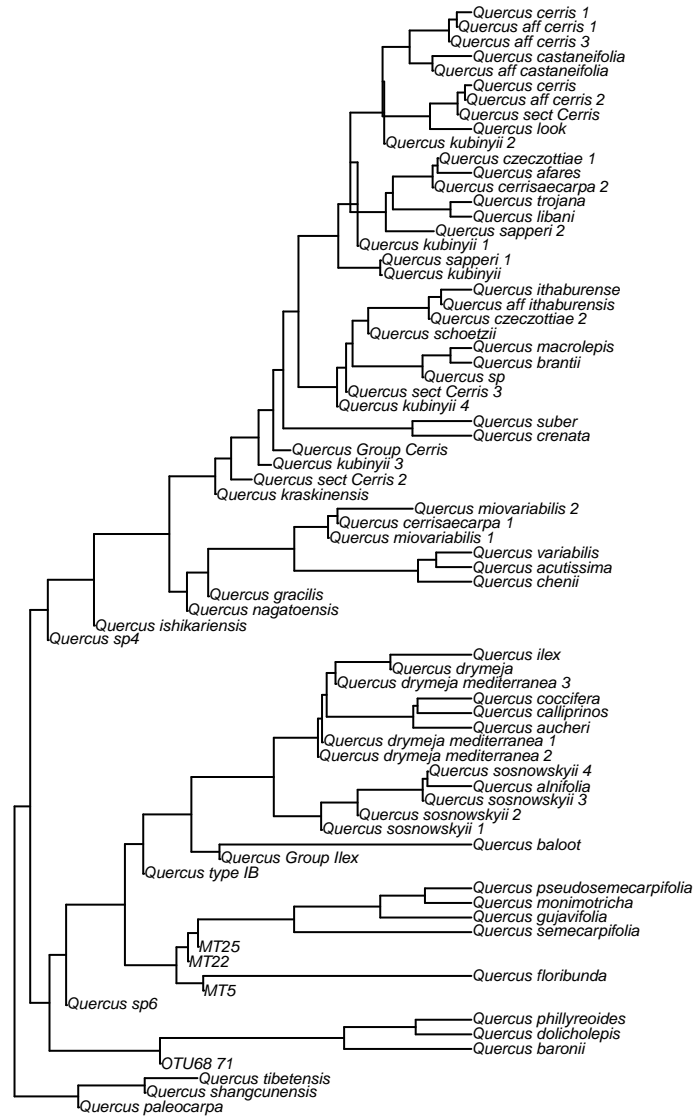 Quercus cerris 1
Quercus aff cerris 1
Quercus aff cerris 3
Quercus castaneifolia
Quercus aff castaneifolia
Quercus cerris
Quercus aff cerris 2
Quercus sect Cerris
Quercus look
Quercus kubinyii 2
Quercus czeczottiae 1
Quercus afares
Quercus cerrisaecarpa 2
Quercus trojana
Quercus libani
Quercus sapperi 2
Quercus kubinyii 1
Quercus sapperi 1
Quercus kubinyii
Quercus ithaburense
Quercus aff ithaburensis
Quercus czeczottiae 2
Quercus schoetzii
Quercus macrolepis
Quercus brantii
Quercus sp
Quercus sect Cerris 3
Quercus kubinyii 4
Quercus suber
Quercus crenata
Quercus Group Cerris
Quercus kubinyii 3
Quercus sect Cerris 2
Quercus kraskinensis
Quercus miovariabilis 2
Quercus cerrisaecarpa 1
Quercus miovariabilis 1
Quercus variabilis
Quercus acutissima
Quercus chenii
Quercus gracilis
Quercus nagatoensis
Quercus ishikariensis
Quercus sp4
Quercus ilex
Quercus drymeja
Quercus drymeja mediterranea 3
Quercus coccifera
Quercus calliprinos
Quercus aucheri
Quercus drymeja mediterranea 1
Quercus drymeja mediterranea 2
Quercus sosnowskyii 4
Quercus alnifolia
Quercus sosnowskyii 3
Quercus sosnowskyii 2
Quercus sosnowskyii 1
Quercus baloot
Quercus Group Ilex
Quercus type IB
Quercus pseudosemecarpifolia
Quercus monimotricha
Quercus gujavifolia
Quercus semecarpifolia
MT25
MT22
Quercus floribunda
MT5
Quercus sp6
Quercus phillyreoides
Quercus dolicholepis
Quercus baronii
OTU68 71
Quercus tibetensis
Quercus shangcunensis
Quercus paleocarpa